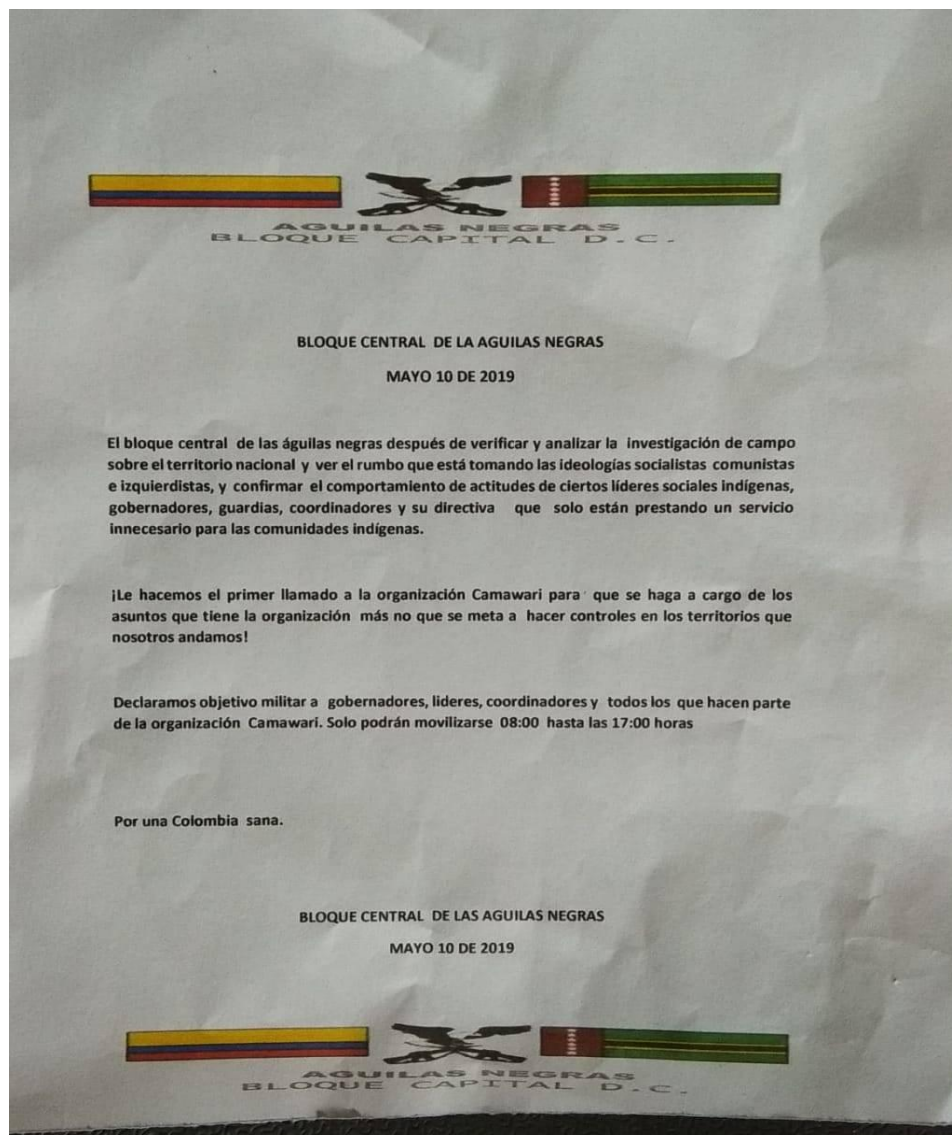 AGUILAS NEGRAS
BLOQUE CAPITAL D.C.
BLOQUE CENTRAL DE LA AGUILAS NEGRAS
MAYO 10 DE 2019
El bloque central de las águilas negras después de verificar y analizar la investigación de campo
sobre el territorio nacional y ver el rumbo que está tomando las ideologías socialistas comunistas
e izquierdistas, y confirmar el comportamiento de actitudes de ciertos líderes sociales indígenas,
gobernadores, guardias, coordinadores y su directiva que solo están prestando un servicio
innecesario para las comunidades indígenas.
¡Le hacemos el primer llamado a la organización Camawari para que se haga a cargo de los
asuntos que tiene la organización más no que se meta a hacer controles en los territorios que
nosotros andamos!
Declaramos objetivo militar a gobernadores, lideres, coordinadores y todos los que hacen parte
de la organización Camawari. Solo podrán movilizarse 08:00 hasta las 17:00 horas
Por una Colombia sana.
BLOQUE CENTRAL DE LAS AGUILAS NEGRAS
MAYO 10 DE 2019
AGUILAS NEGRAS
BLOQUE CAPITAL D.C.